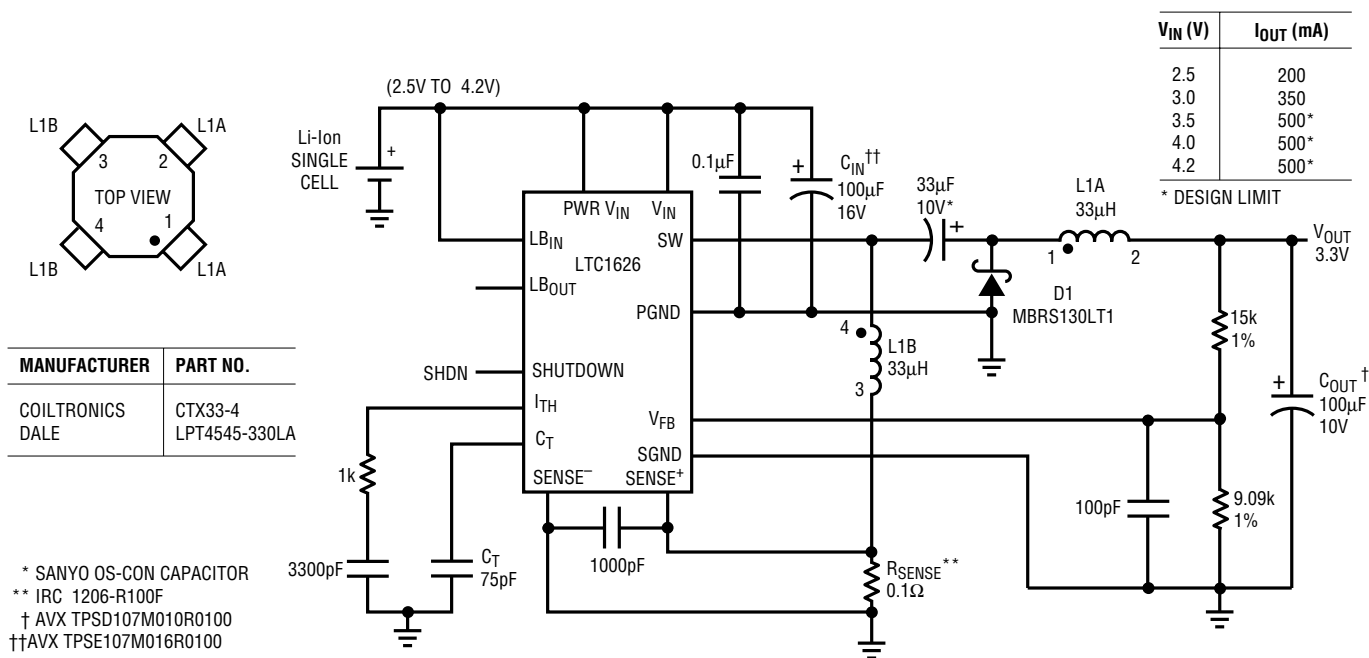 V_IN (V) I_OUT (mA)
2.5 200
3.0 350
3.5 500*
4.0 500*
4.2 500*
* DESIGN LIMIT
(2.5V TO 4.2V)
L1B
L1A
3
2
TOP VIEW
4
1
L1B
L1A
Li-Ion
SINGLE
CELL
+
0.1µF
+
C_IN††
100µF
16V
PWR V_IN
V_IN
LB_IN
SW
LTC1626
LB_OUT
PGND
SHUTDOWN
SHDN
I_TH
V_FB
C_T
SGND
SENSE–
SENSE+
33µF
10V*
+
L1A
33µH
1
2
V_OUT
3.3V
D1
MBRS130LT1
4
L1B
33µH
3
15k
1%
+
C_OUT†
100µF
10V
MANUFACTURER PART NO.
COILTRONICS CTX33-4
DALE LPT4545-330LA
1k
3300pF
C_T
75pF
1000pF
R_SENSE**
0.1Ω
100pF
9.09k
1%
* SANYO OS-CON CAPACITOR
** IRC 1206-R100F
† AVX TPSD107M010R0100
††AVX TPSE107M016R0100